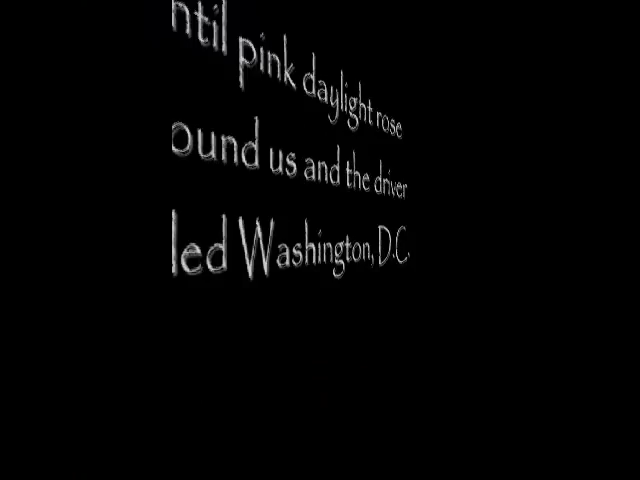 ntil pink daylight rose
ound us and the driver
led Washington, D.C.